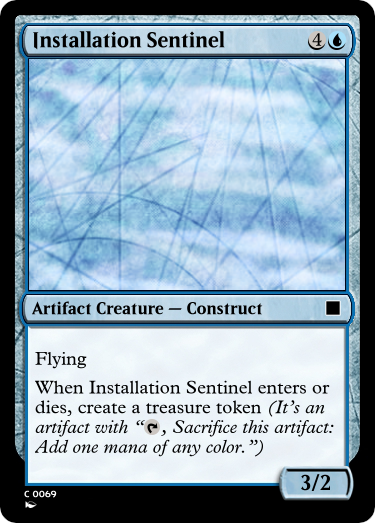 Installation Sentinel 4
Artifact Creature — Construct
Flying
When Installation Sentinel enters or
dies, create a treasure token (It's an
artifact with “, Sacrifice this artifact:
Add one mana of any color.”)
3/2
C 0069